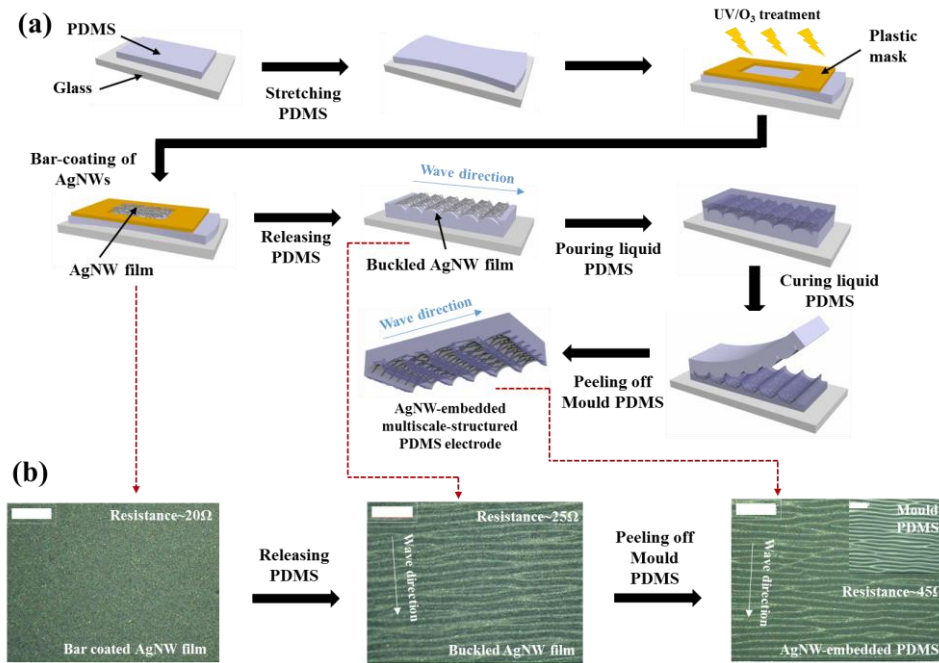 (a)
PDMS
Glass
Stretching
PDMS
UV/O3 treatment
Plastic
mask
Bar-coating of
AgNWs
AgNW film
Releasing
PDMS
Wave direction
Buckled AgNW film
Pouring liquid
PDMS
Curing liquid
PDMS
Peeling off
Mould PDMS
Wave direction
AgNW-embedded
multiscale-structured
PDMS electrode
(b)
Resistance~20Ω
Bar coated AgNW film
Releasing
PDMS
Resistance~25Ω
Wave direction
Buckled AgNW film
Peeling off
Mould
PDMS
Mould
PDMS
Wave direction
Resistance~45Ω
AgNW-embedded PDMS